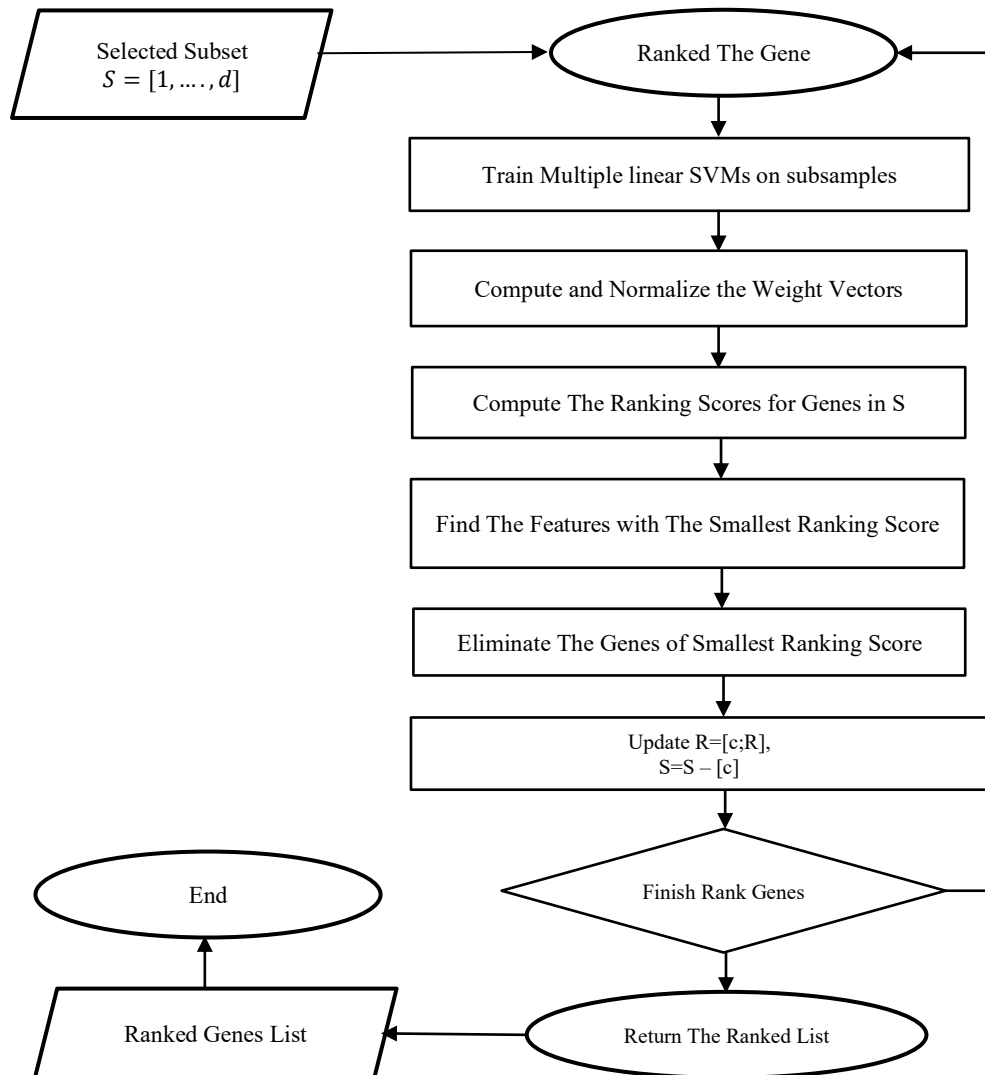 Selected Subset
𝑆 = [1, … . , 𝑑]
Ranked The Gene
Train Multiple linear SVMs on subsamples
Compute and Normalize the Weight Vectors
Compute The Ranking Scores for Genes in S
Find The Features with The Smallest Ranking Score
Eliminate The Genes of Smallest Ranking Score
Update R=[c;R],
S=S – [c]
Finish Rank Genes
End
Ranked Genes List
Return The Ranked List